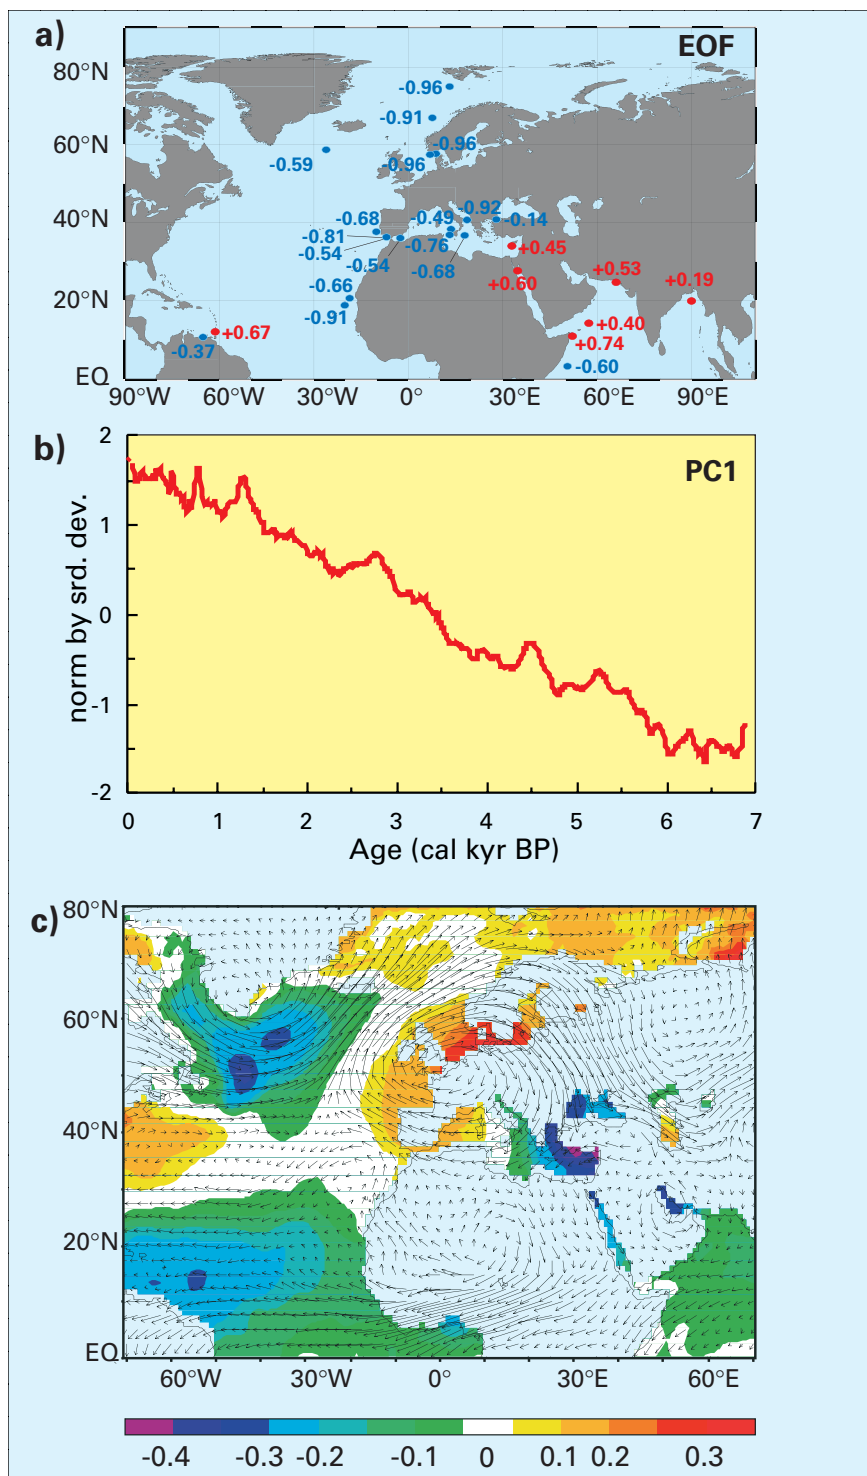 a)
EOF
80°N
60°N
40°N
20°N
EQ
-0.96
-0.91
-0.96
-0.96
-0.59
-0.92
-0.68
-0.49
-0.14
-0.81
-0.76
+0.45
-0.54
-0.54
-0.68
+0.60
+0.53
+0.19
-0.66
-0.91
+0.40
+0.67
+0.74
-0.37
-0.60
90°W 60°W 30°W 0° 30°E 60°E 90°E
b)
PC1
norm by srd. dev.
2
1
0
-1
-2
0 1 2 3 4 5 6 7
Age (cal kyr BP)
c)
80°N
60°N
40°N
20°N
EQ
60°W 30°W 0° 30°E 60°E
-0.4 -0.3 -0.2 -0.1 0 0.1 0.2 0.3